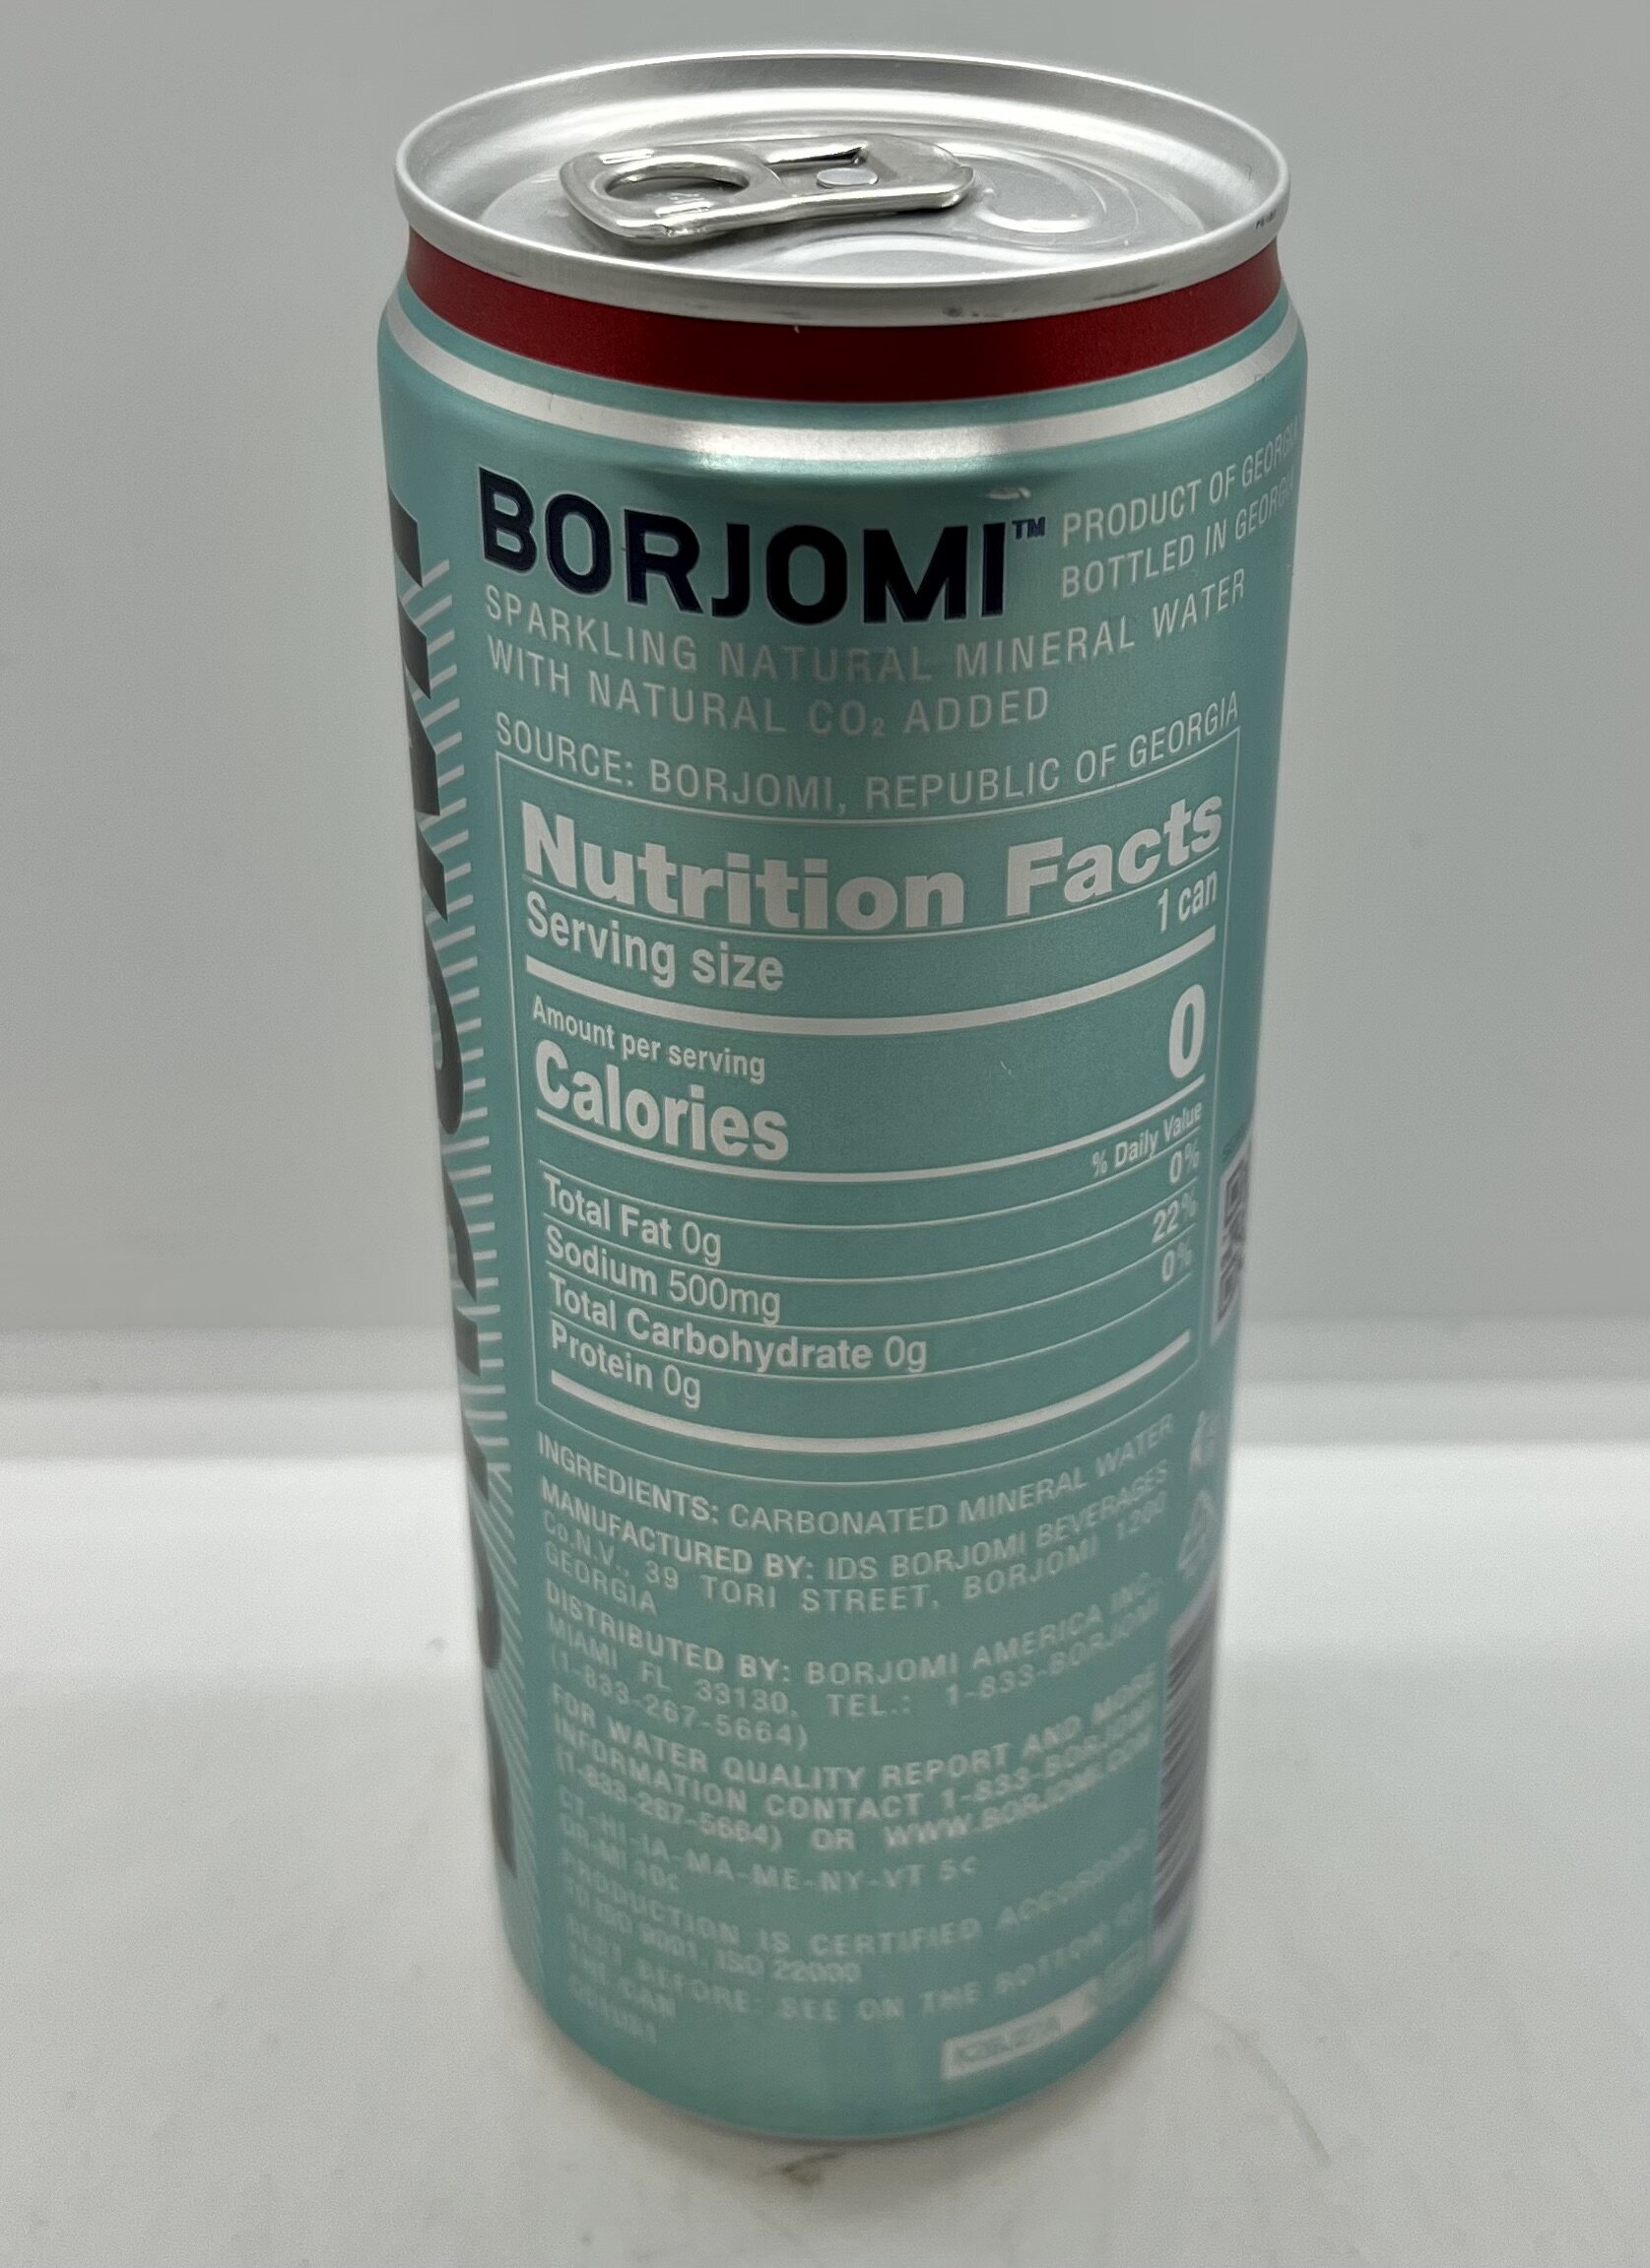 BORJOMI™
PRODUCT OF GEORGIA
BOTTLED IN GEORGIA
SPARKLING NATURAL MINERAL WATER
WITH NATURAL CO₂ ADDED
SOURCE: BORJOMI, REPUBLIC OF GEORGIA
Nutrition Facts
Serving size 1 can
Amount per serving
Calories 0
% Daily Value
Total Fat 0g 0%
Sodium 500mg 22%
Total Carbohydrate 0g 0%
Protein 0g
INGREDIENTS: CARBONATED MINERAL WATER
MANUFACTURED BY: IDS BORJOMI BEVERAGES
Co.N.V., 39 TORI STREET, BORJOMI 1200
GEORGIA
DISTRIBUTED BY: BORJOMI AMERICA INC.,
MIAMI FL 33130, TEL.: 1-833-BORJOMI
(1-833-267-5664)
FOR WATER QUALITY REPORT AND MORE
INFORMATION CONTACT 1-833-BORJOMI
(1-833-267-5664) OR WWW.BORJOMI.COM
CT-HI-IA-MA-ME-NY-VT 5¢
OR-MI 10¢
PRODUCTION IS CERTIFIED ACCORDING
TO ISO 9001, ISO 22000
BEST BEFORE: SEE ON THE BOTTOM OF
THE CAN